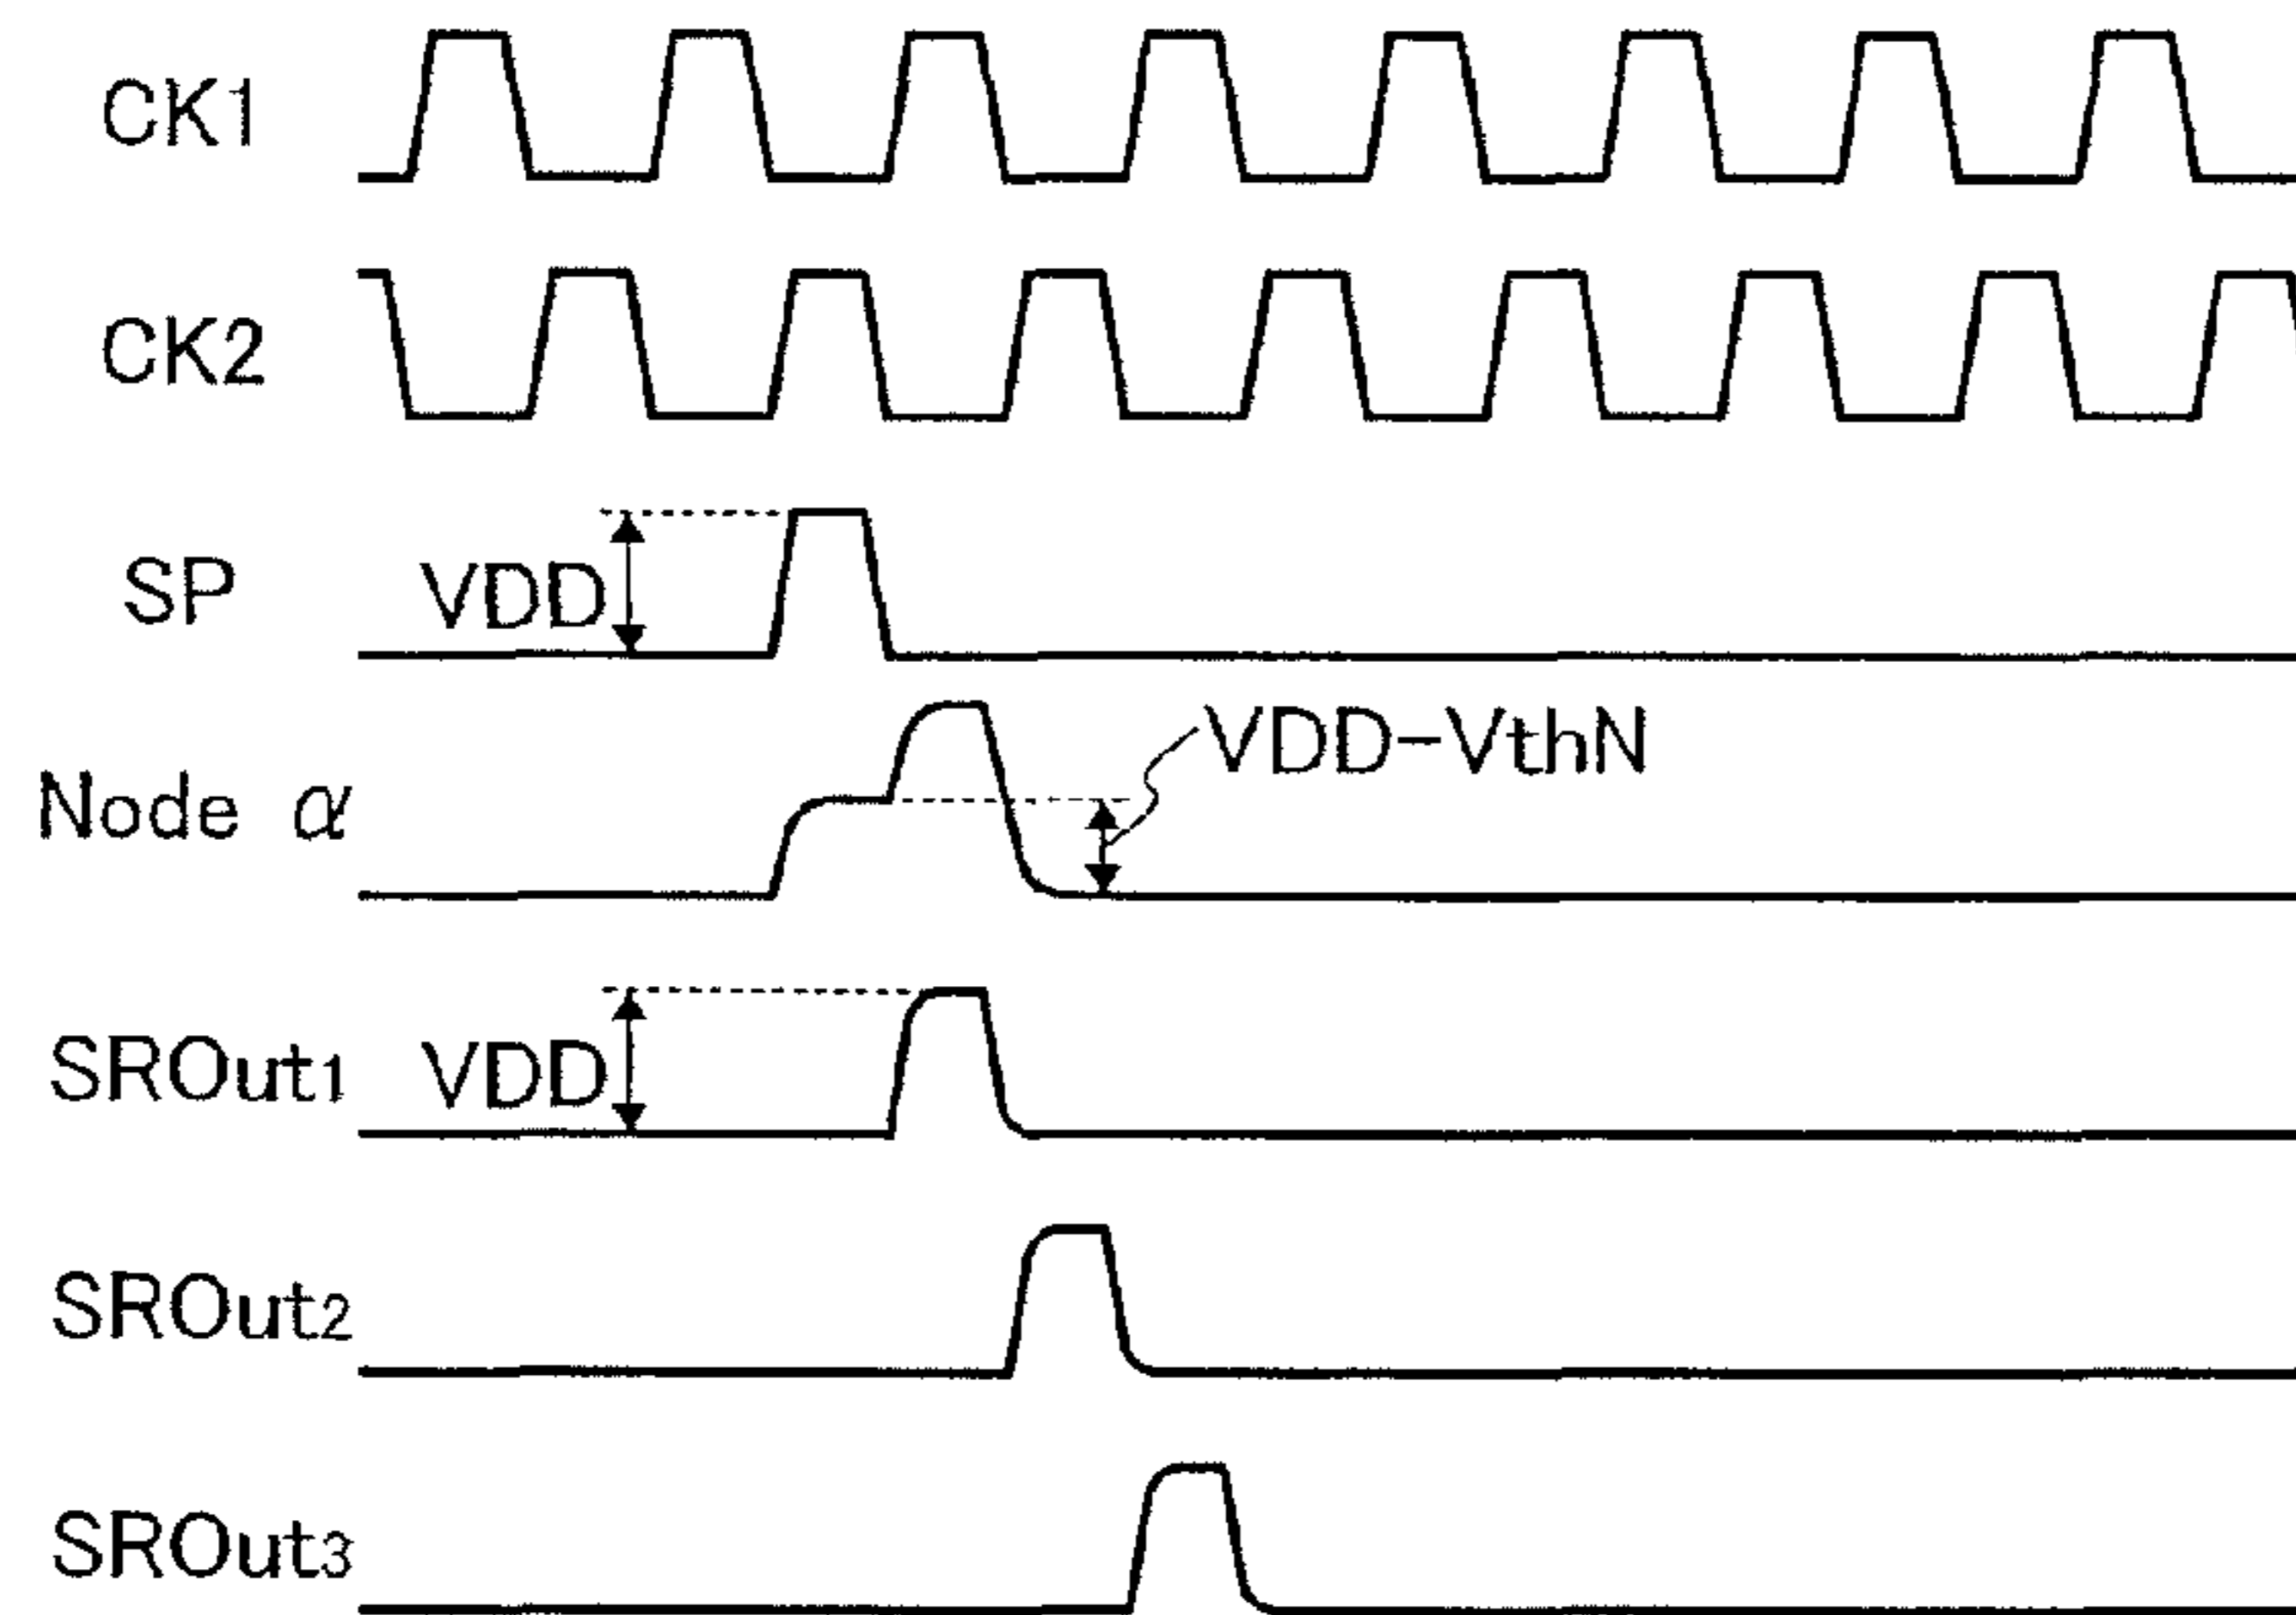 CK1
CK2
SP
VDD
Node α
VDD-VthN
SROut1
VDD
SROut2
SROut3